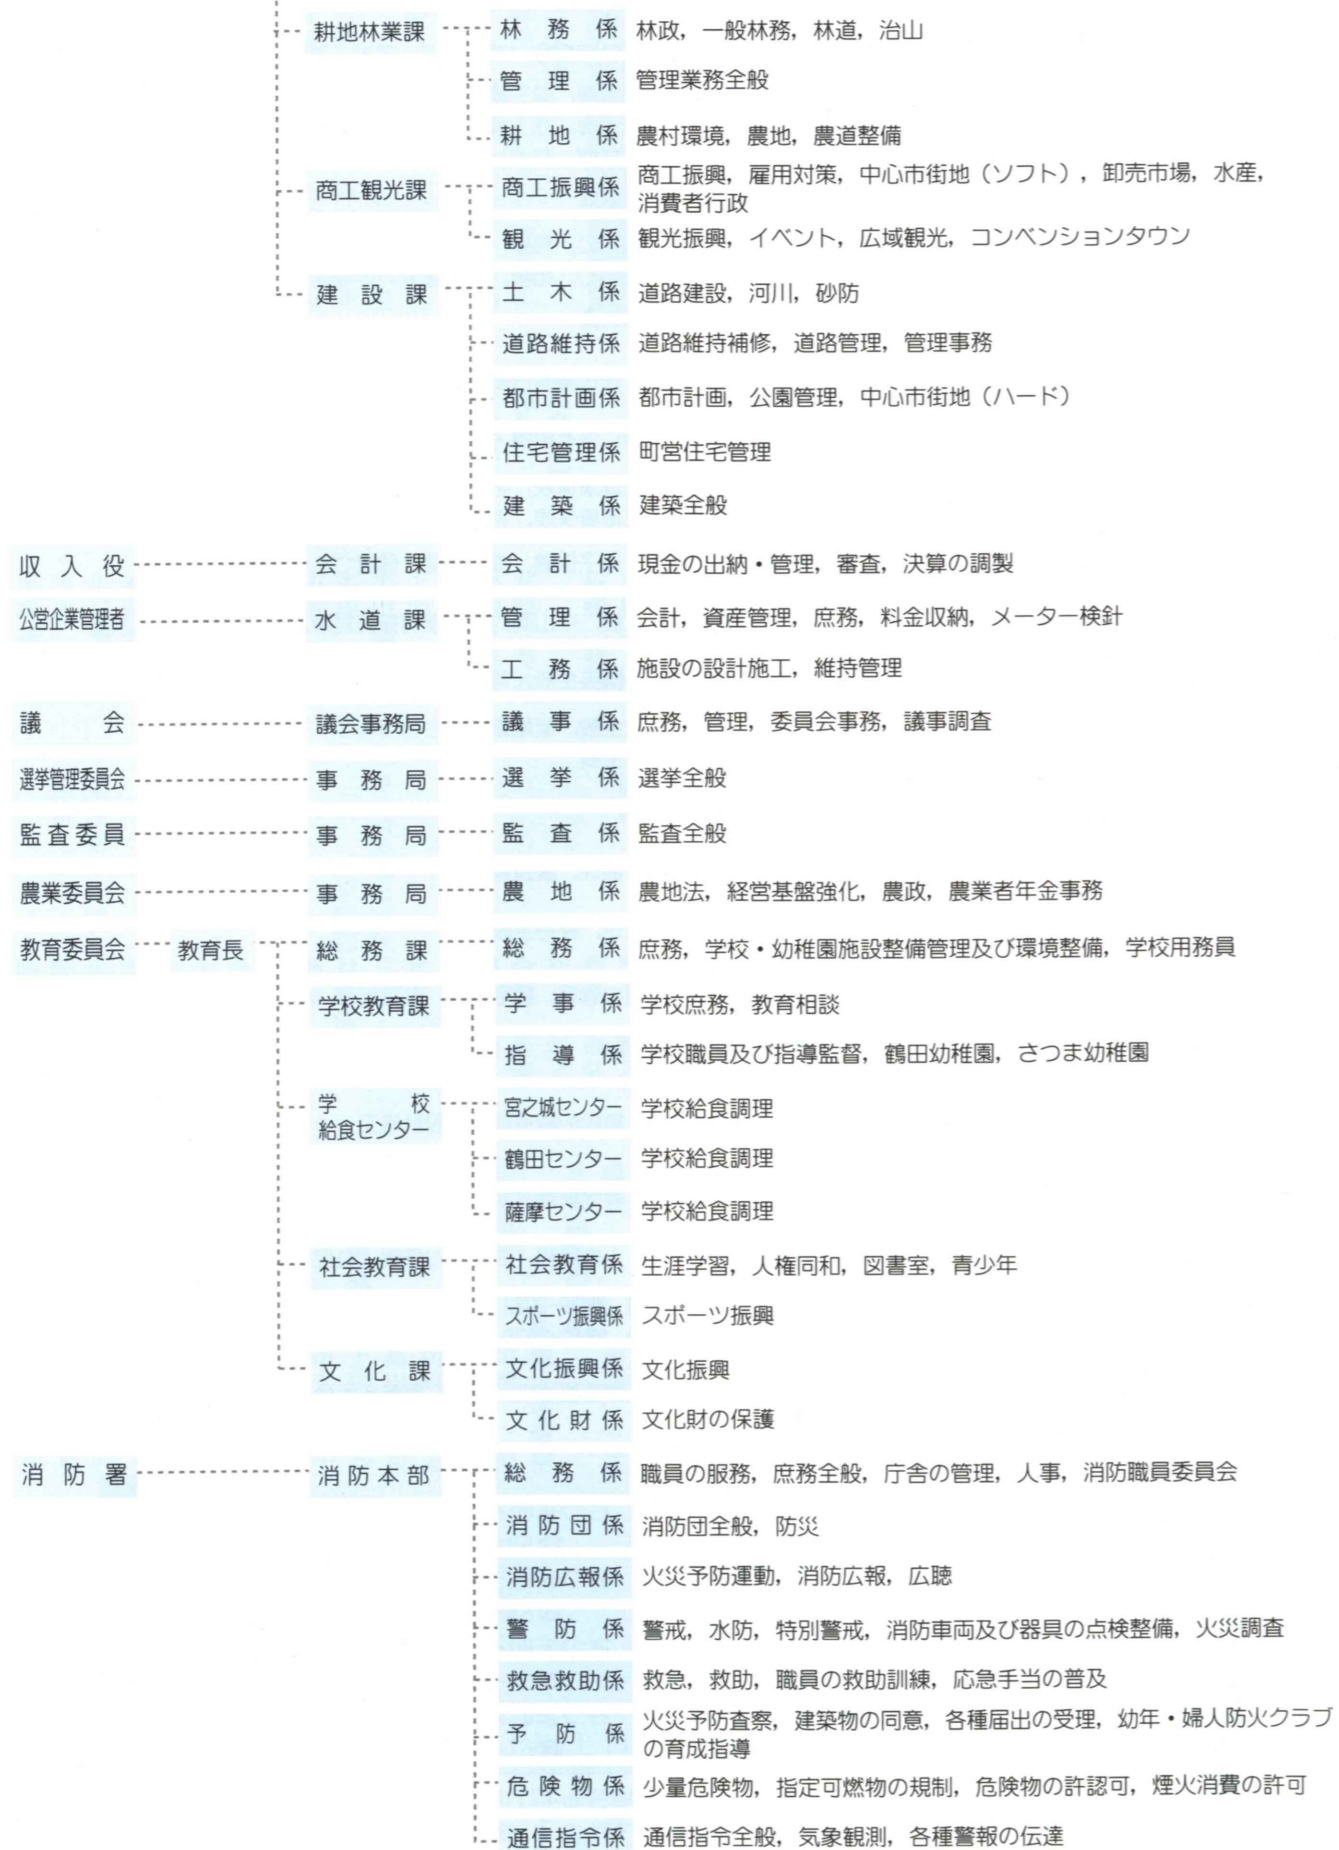 耕地林業課 林務係 林政，一般林務，林道，治山
管理係 管理業務全般
耕地係 農村環境，農地，農道整備
商工観光課 商工振興係 商工振興，雇用対策，中心市街地（ソフト），卸売市場，水産，
消費者行政
観光係 観光振興，イベント，広域観光，コンベンションタウン
建設課 土木係 道路建設，河川，砂防
道路維持係 道路維持補修，道路管理，管理事務
都市計画係 都市計画，公園管理，中心市街地（ハード）
住宅管理係 町営住宅管理
建築係 建築全般
収入役 会計課 会計係 現金の出納・管理，審査，決算の調製
公営企業管理者 水道課 管理係 会計，資産管理，庶務，料金収納，メーター検針
工務係 施設の設計施工，維持管理
議会 議会事務局 議事係 庶務，管理，委員会事務，議事調査
選挙管理委員会 事務局 選挙係 選挙全般
監査委員 事務局 監査係 監査全般
農業委員会 事務局 農地係 農地法，経営基盤強化，農政，農業者年金事務
教育委員会 教育長 総務課 総務係 庶務，学校・幼稚園施設整備管理及び環境整備，学校用務員
学校教育課 学事係 学校庶務，教育相談
指導係 学校職員及び指導監督，鶴田幼稚園，さつま幼稚園
学校 宮之城センター 学校給食調理
給食センター
鶴田センター 学校給食調理
薩摩センター 学校給食調理
社会教育課 社会教育係 生涯学習，人権同和，図書室，青少年
スポーツ振興係 スポーツ振興
文化課 文化振興係 文化振興
文化財係 文化財の保護
消防署 消防本部 総務係 職員の服務，庶務全般，庁舎の管理，人事，消防職員委員会
消防団係 消防団全般，防災
消防広報係 火災予防運動，消防広報，広聴
警防係 警戒，水防，特別警戒，消防車両及び器具の点検整備，火災調査
救急救助係 救急，救助，職員の救助訓練，応急手当の普及
予防係 火災予防査察，建築物の同意，各種届出の受理，幼年・婦人防火クラブ
の育成指導
危険物係 少量危険物，指定可燃物の規制，危険物の許認可，煙火消費の許可
通信指令係 通信指令全般，気象観測，各種警報の伝達